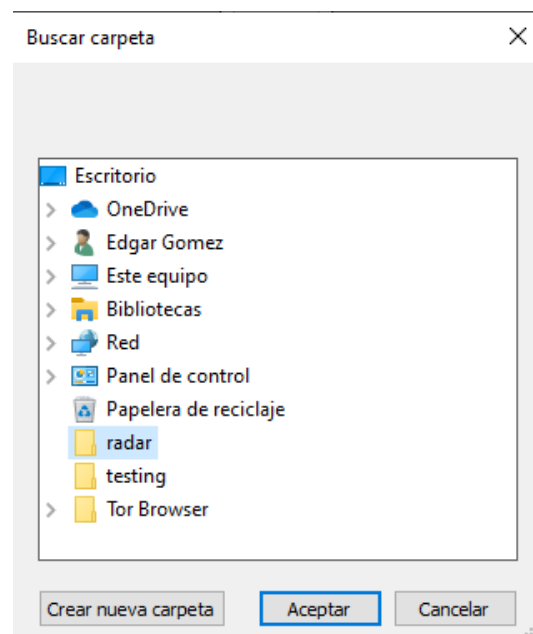 Buscar carpeta
Escritorio
OneDrive
Edgar Gomez
Este equipo
Bibliotecas
Red
Panel de control
Papelera de reciclaje
radar
testing
Tor Browser
Crear nueva carpeta Aceptar Cancelar